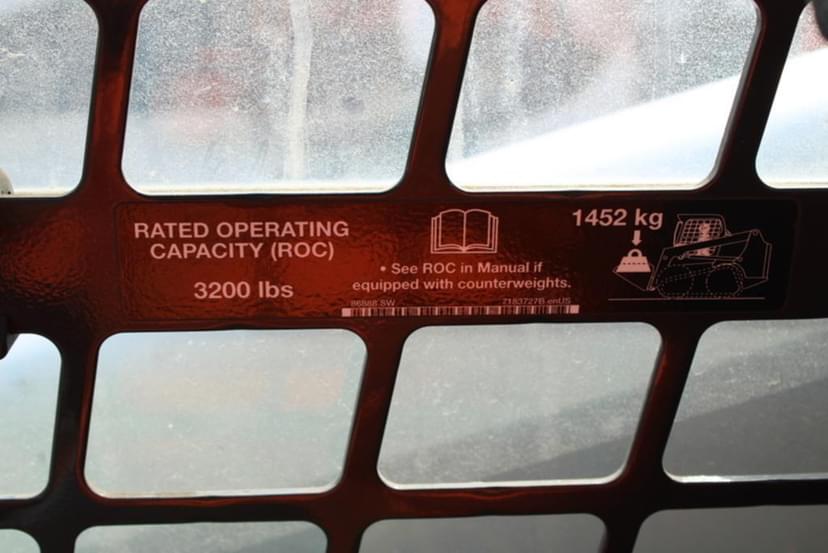 RATED OPERATING
CAPACITY (ROC)
3200 lbs
• See ROC in Manual if
equipped with counterweights.
86888 SW 7183727B enUS
1452 kg